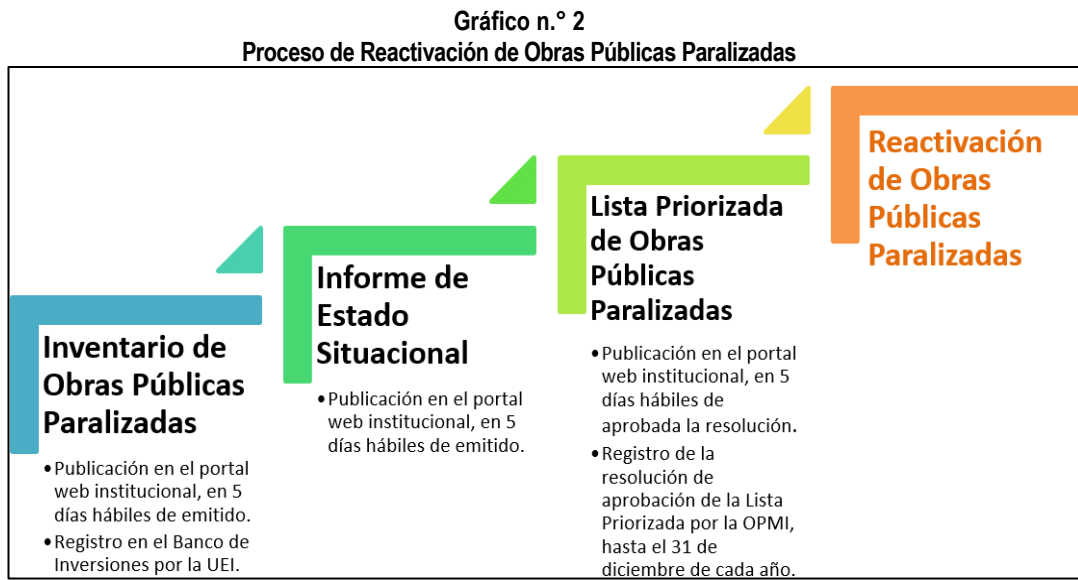 Gráfico n.° 2
Proceso de Reactivación de Obras Públicas Paralizadas
Inventario de
Obras Públicas
Paralizadas
•Publicación en el portal
web institucional, en 5
días hábiles de emitido.
•Registro en el Banco de
Inversiones por la UEI.
Informe de
Estado
Situacional
•Publicación en el portal
web institucional, en 5
días hábiles de emitido.
Lista Priorizada
de Obras
Públicas
Paralizadas
•Publicación en el portal
web institucional, en 5
días hábiles de
aprobada la resolución.
•Registro de la
resolución de
aprobación de la Lista
Priorizada por la OPMI,
hasta el 31 de
diciembre de cada año.
Reactivación
de Obras
Públicas
Paralizadas